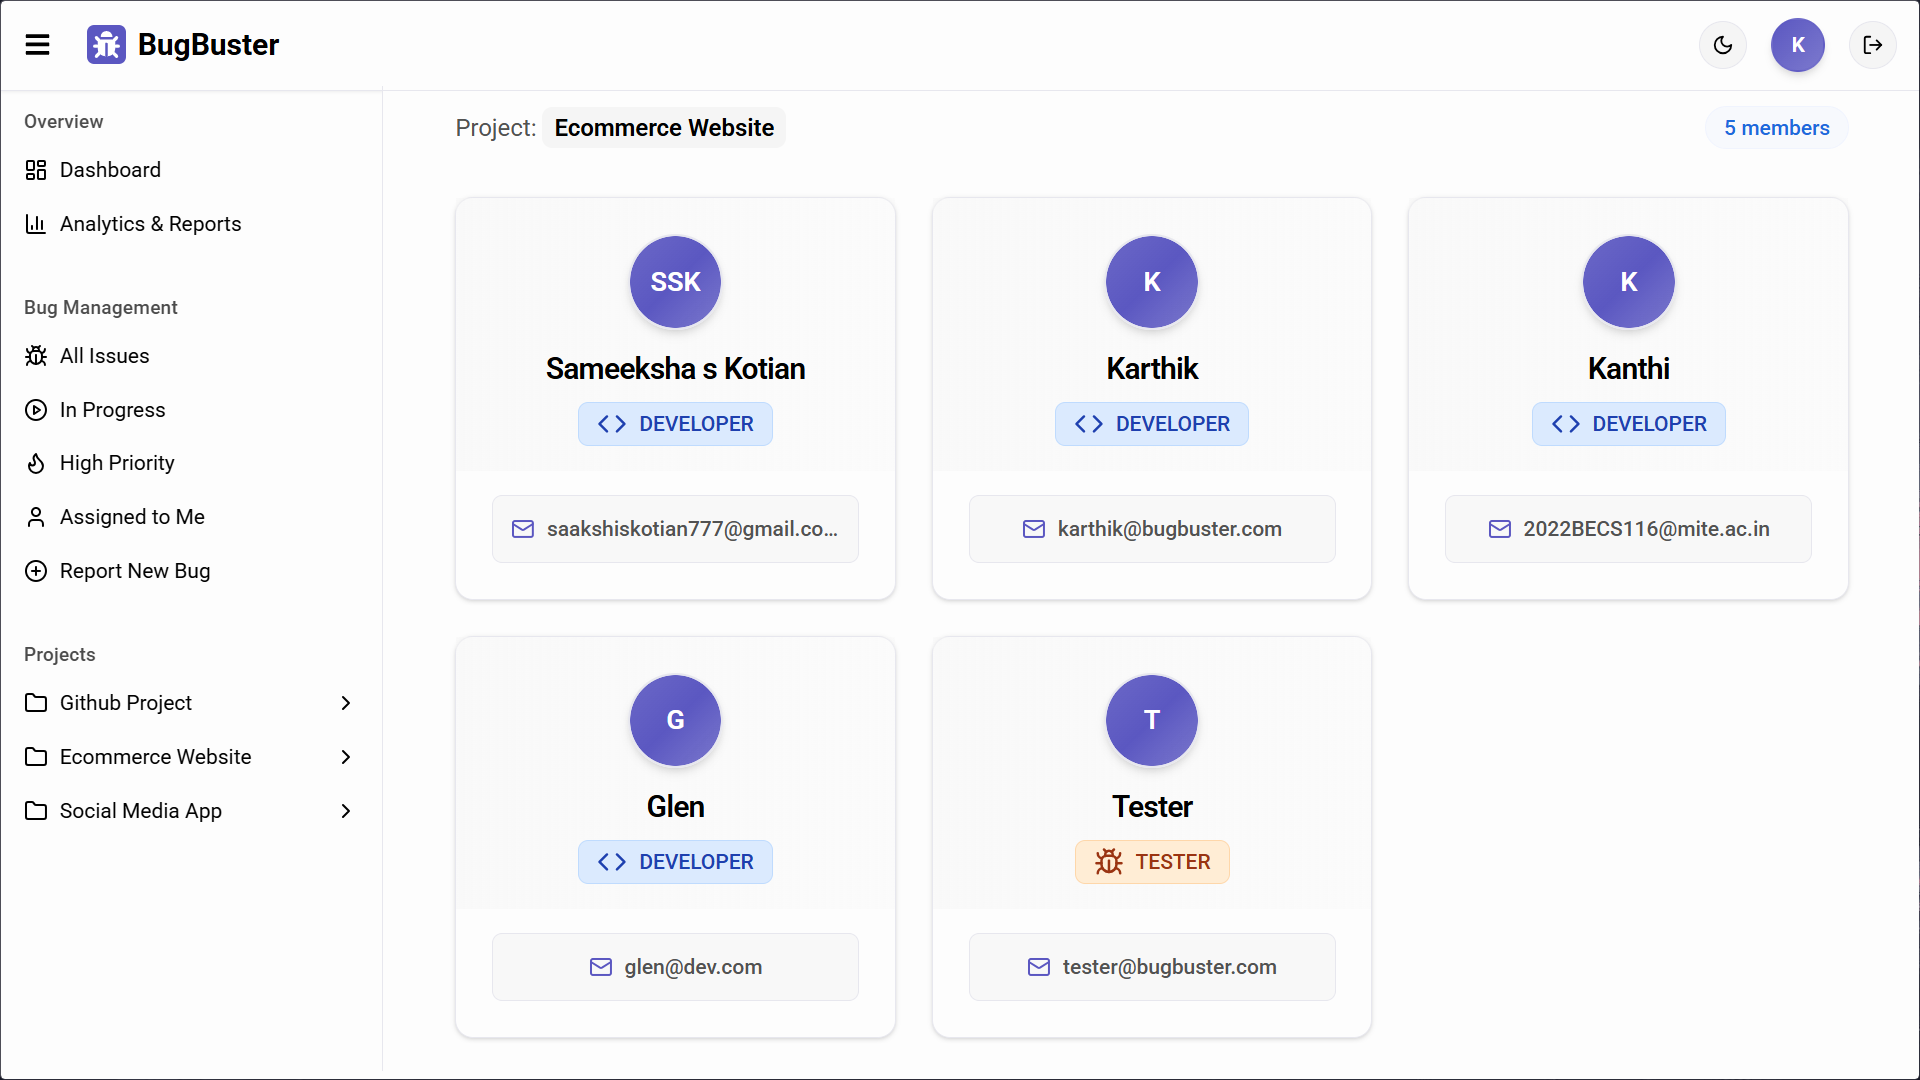 BugBuster
K
Overview
Dashboard
Analytics & Reports
Bug Management
All Issues
In Progress
High Priority
Assigned to Me
Report New Bug
Projects
Github Project
Ecommerce Website
Social Media App
Project: Ecommerce Website
5 members
SSK
Sameeksha s Kotian
DEVELOPER
saakshiskotian777@gmail.co...
K
Karthik
DEVELOPER
karthik@bugbuster.com
K
Kanthi
DEVELOPER
2022BECS116@mite.ac.in
G
Glen
DEVELOPER
glen@dev.com
T
Tester
TESTER
tester@bugbuster.com